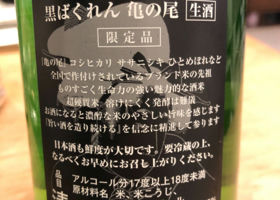 黒ばくれん 亀の尾 生酒
限定品
『亀の尾』コシヒカリ ササニシキ ひとめぼれなど
全国で作付けされているブランド米の先祖
ものすごく生命力の強い魅力的な酒米
超硬質米、溶けにくく発酵は難儀
お酒になると濃醇な米のやさしい旨味を感じます
『旨い酒を造り続ける』を信念に精進して参ります
日本酒も鮮度が大切です。要冷蔵の上、
なるべくお早めにお召し上がりください。
アルコール分17度以上18度未満
原材料名/米、米こうじ、
品目
清